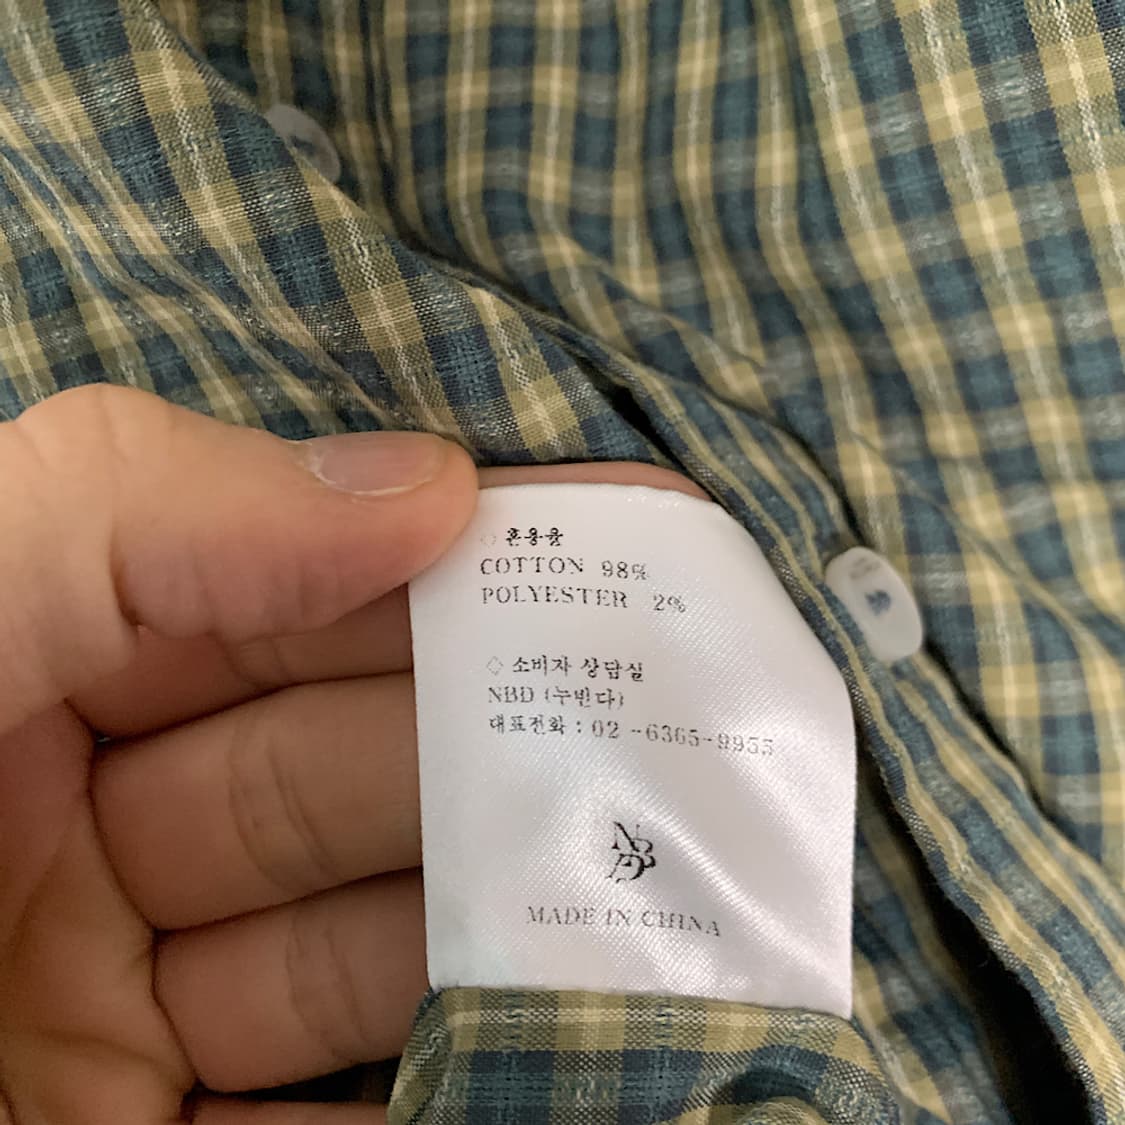 ◇ 혼용율
COTTON 98%
POLYESTER 2%
◇ 소비자 상담실
NBD (누빈다)
대표전화 : 02 -6365-9955
NBD
MADE IN CHINA